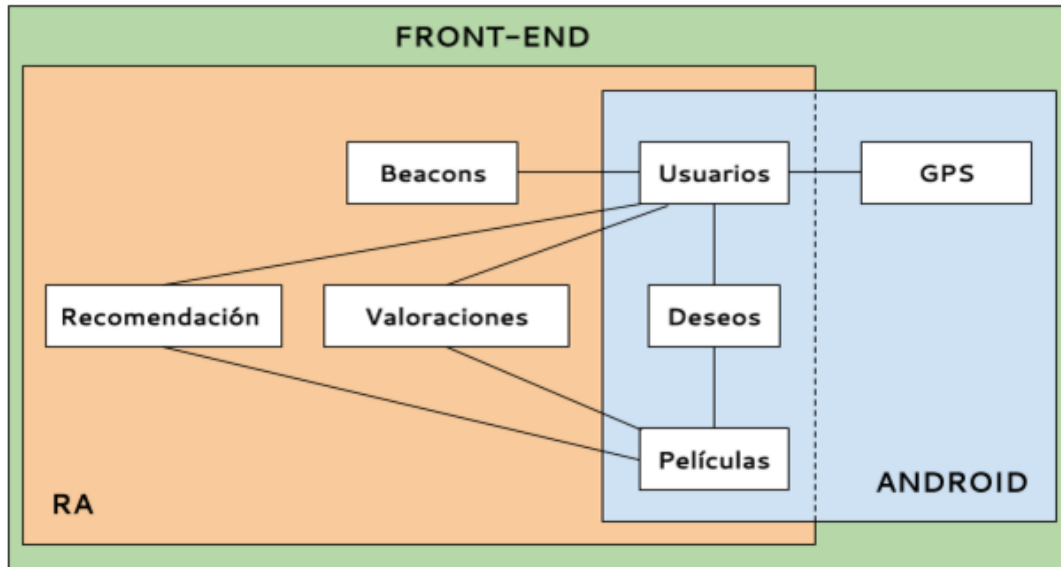 FRONT-END
Beacons
Usuarios
GPS
Recomendación
Valoraciones
Deseos
Películas
RA
ANDROID